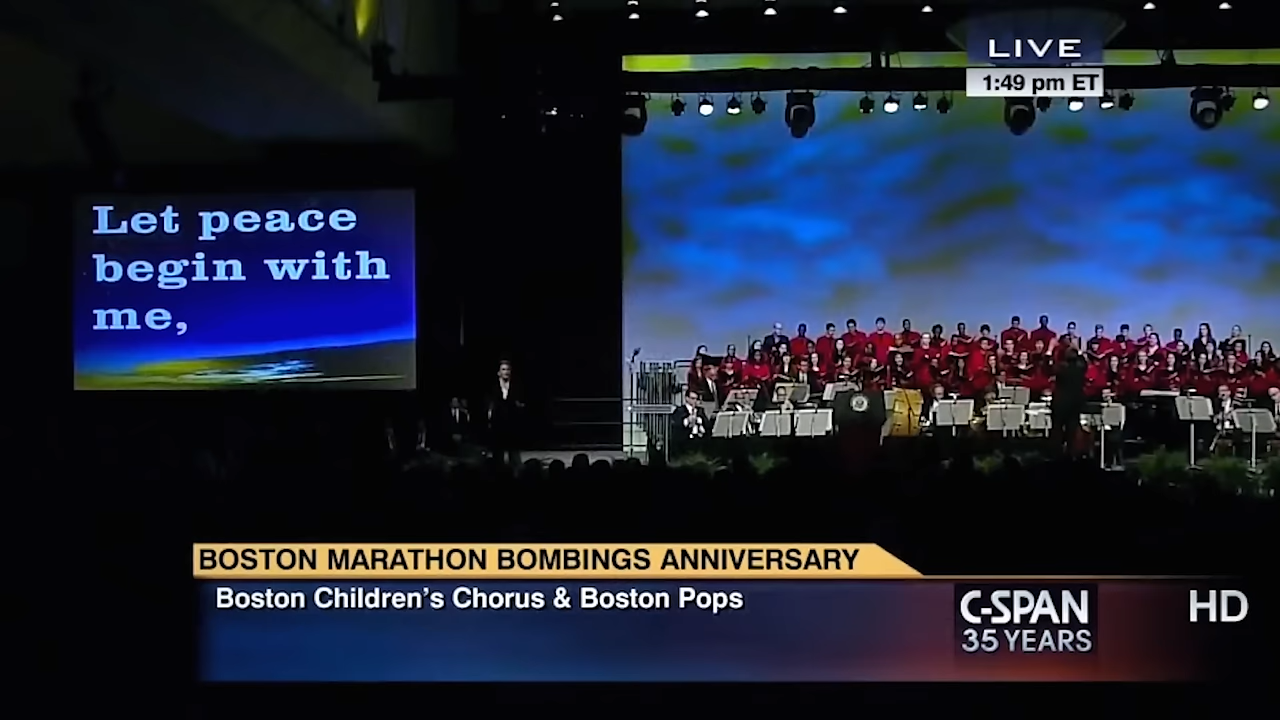 LIVE
1:49 pm ET
Let peace
begin with
me,
BOSTON MARATHON BOMBINGS ANNIVERSARY
Boston Children's Chorus & Boston Pops
C-SPAN
35 YEARS
HD